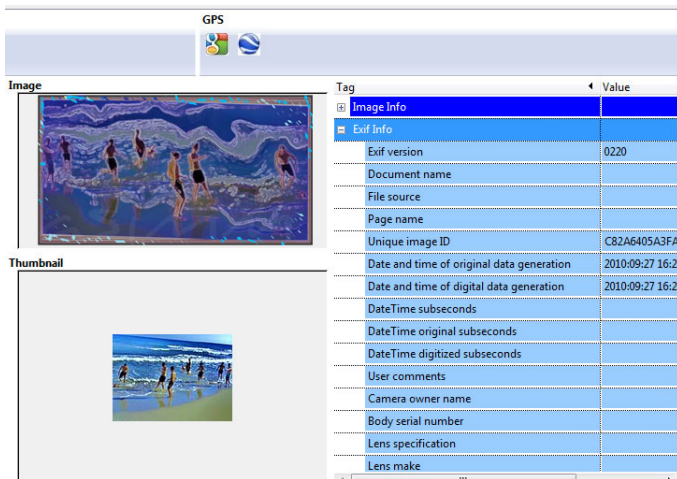 GPS
Image
Tag Value
Image Info
Exif Info
Exif version 0220
Document name
File source
Page name
Unique image ID C82A6405A3FA
Date and time of original data generation 2010:09:27 16:2
Date and time of digital data generation 2010:09:27 16:2
DateTime subseconds
DateTime original subseconds
DateTime digitized subseconds
User comments
Camera owner name
Body serial number
Lens specification
Lens make
Thumbnail